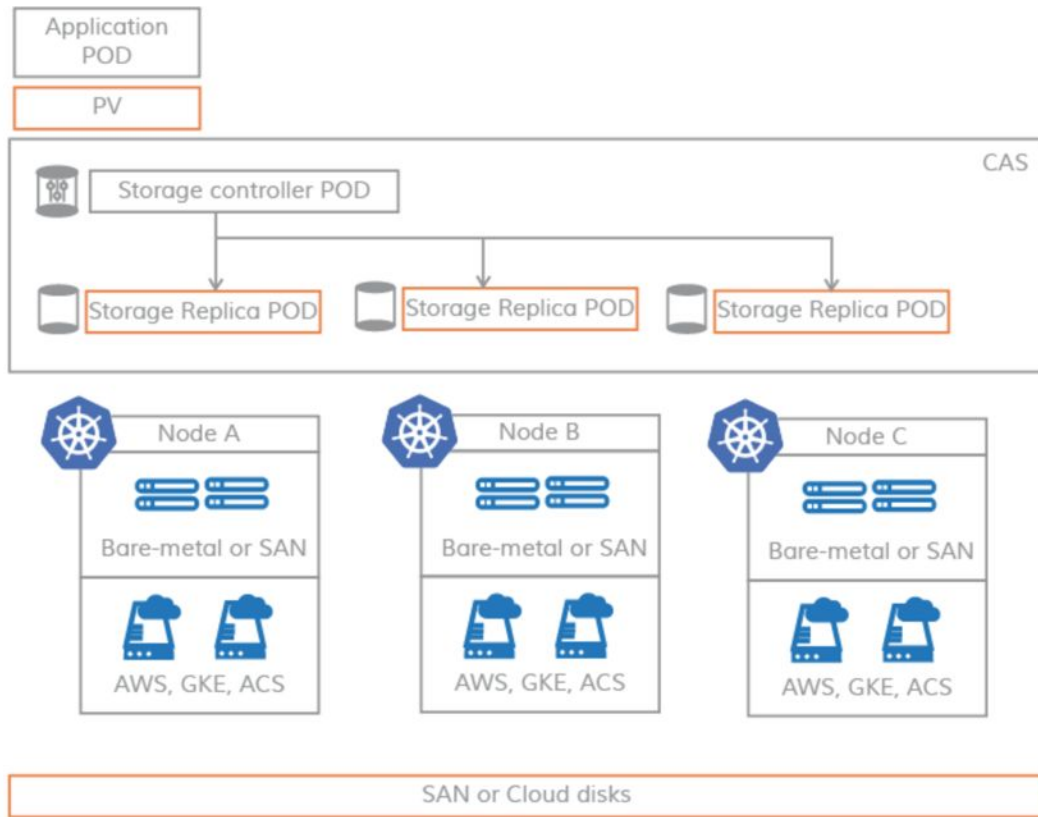 Application
POD
PV
CAS
Storage controller POD
Storage Replica POD
Storage Replica POD
Storage Replica POD
Node A
Bare-metal or SAN
AWS, GKE, ACS
Node B
Bare-metal or SAN
AWS, GKE, ACS
Node C
Bare-metal or SAN
AWS, GKE, ACS
SAN or Cloud disks